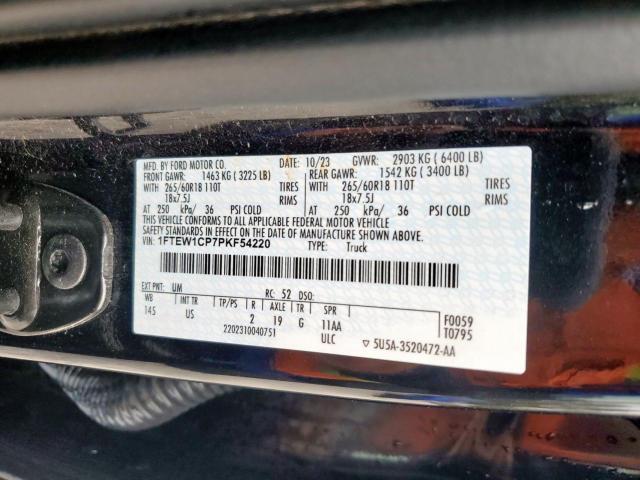 MFD. BY FORD MOTOR CO. DATE: 10/23 GVWR: 2903 KG ( 6400 LB)
FRONT GAWR: 1463 KG ( 3225 LB) REAR GAWR: 1542 KG ( 3400 LB)
WITH 265/60R18 110T TIRES WITH 265/60R18 110T TIRES
18x7.5J RIMS 18x7.5J RIMS
AT 250 kPa/ 36 PSI COLD AT 250 kPa/ 36 PSI COLD
THIS VEHICLE CONFORMS TO ALL APPLICABLE FEDERAL MOTOR VEHICLE
SAFETY STANDARDS IN EFFECT ON THE DATE OF MANUFACTURE SHOWN ABOVE.
VIN: 1FTEW1CP7PKF54220 TYPE: Truck
EXT PNT: UM RC: 52 DSO:
WB INT TR TP/PS R AXLE TR SPR F0059
145 US 2 19 G 11AA T0795
2202310040751 ULC 5U5A-3520472-AA